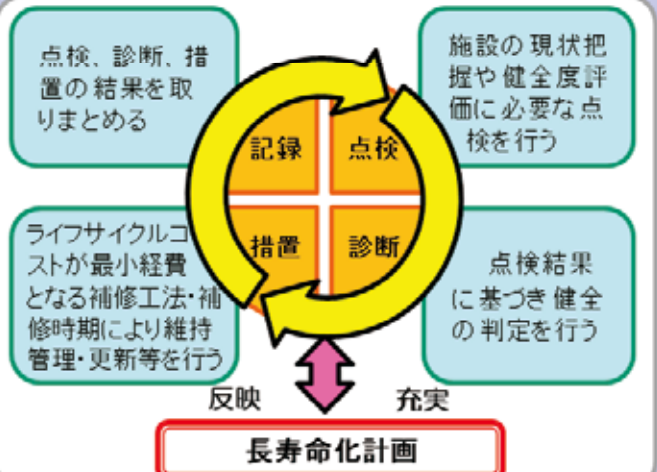 点検、診断、措
置の結果を取
りまとめる
施設の現状把
握や健全度評
価に必要な点
検を行う
記録
点検
措置
診断
ライフサイクルコ
ストが最小経費
となる補修工法・補
修時期により維持
管理・更新等を行う
点検結果
に基づき健全
の判定を行う
反映
充実
長寿命化計画